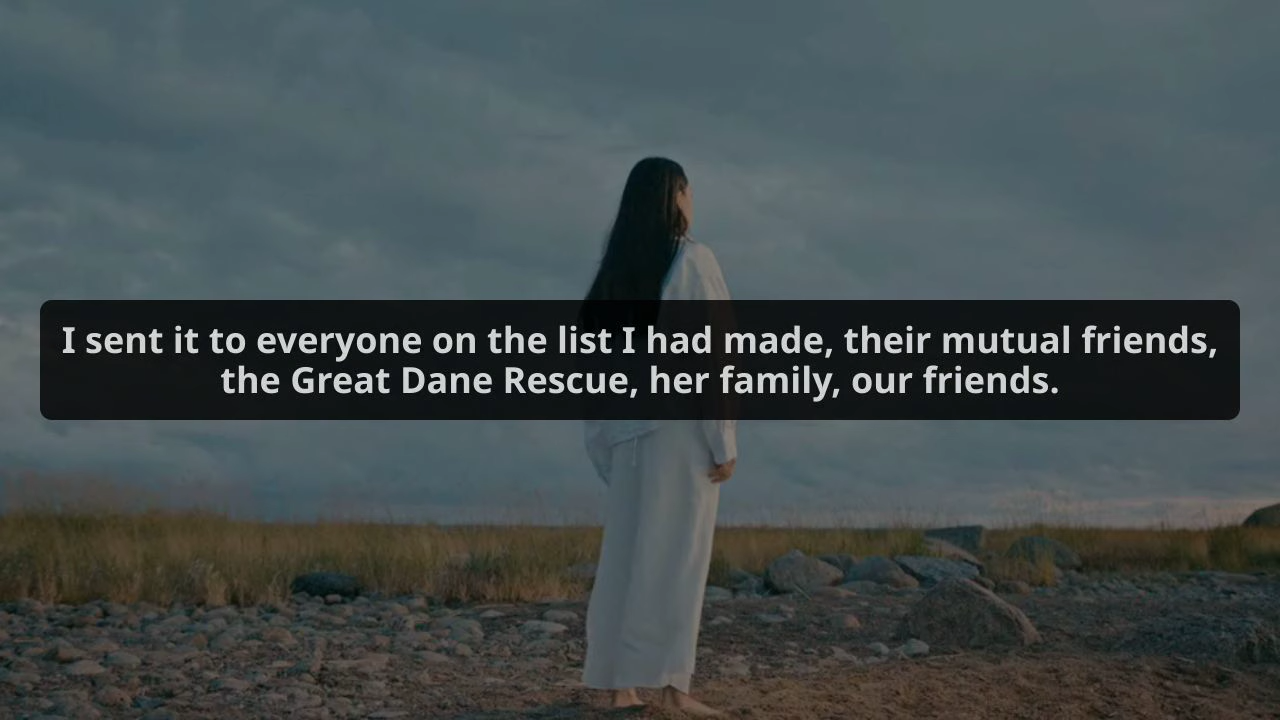 I sent it to everyone on the list I had made, their mutual friends,
the Great Dane Rescue, her family, our friends.